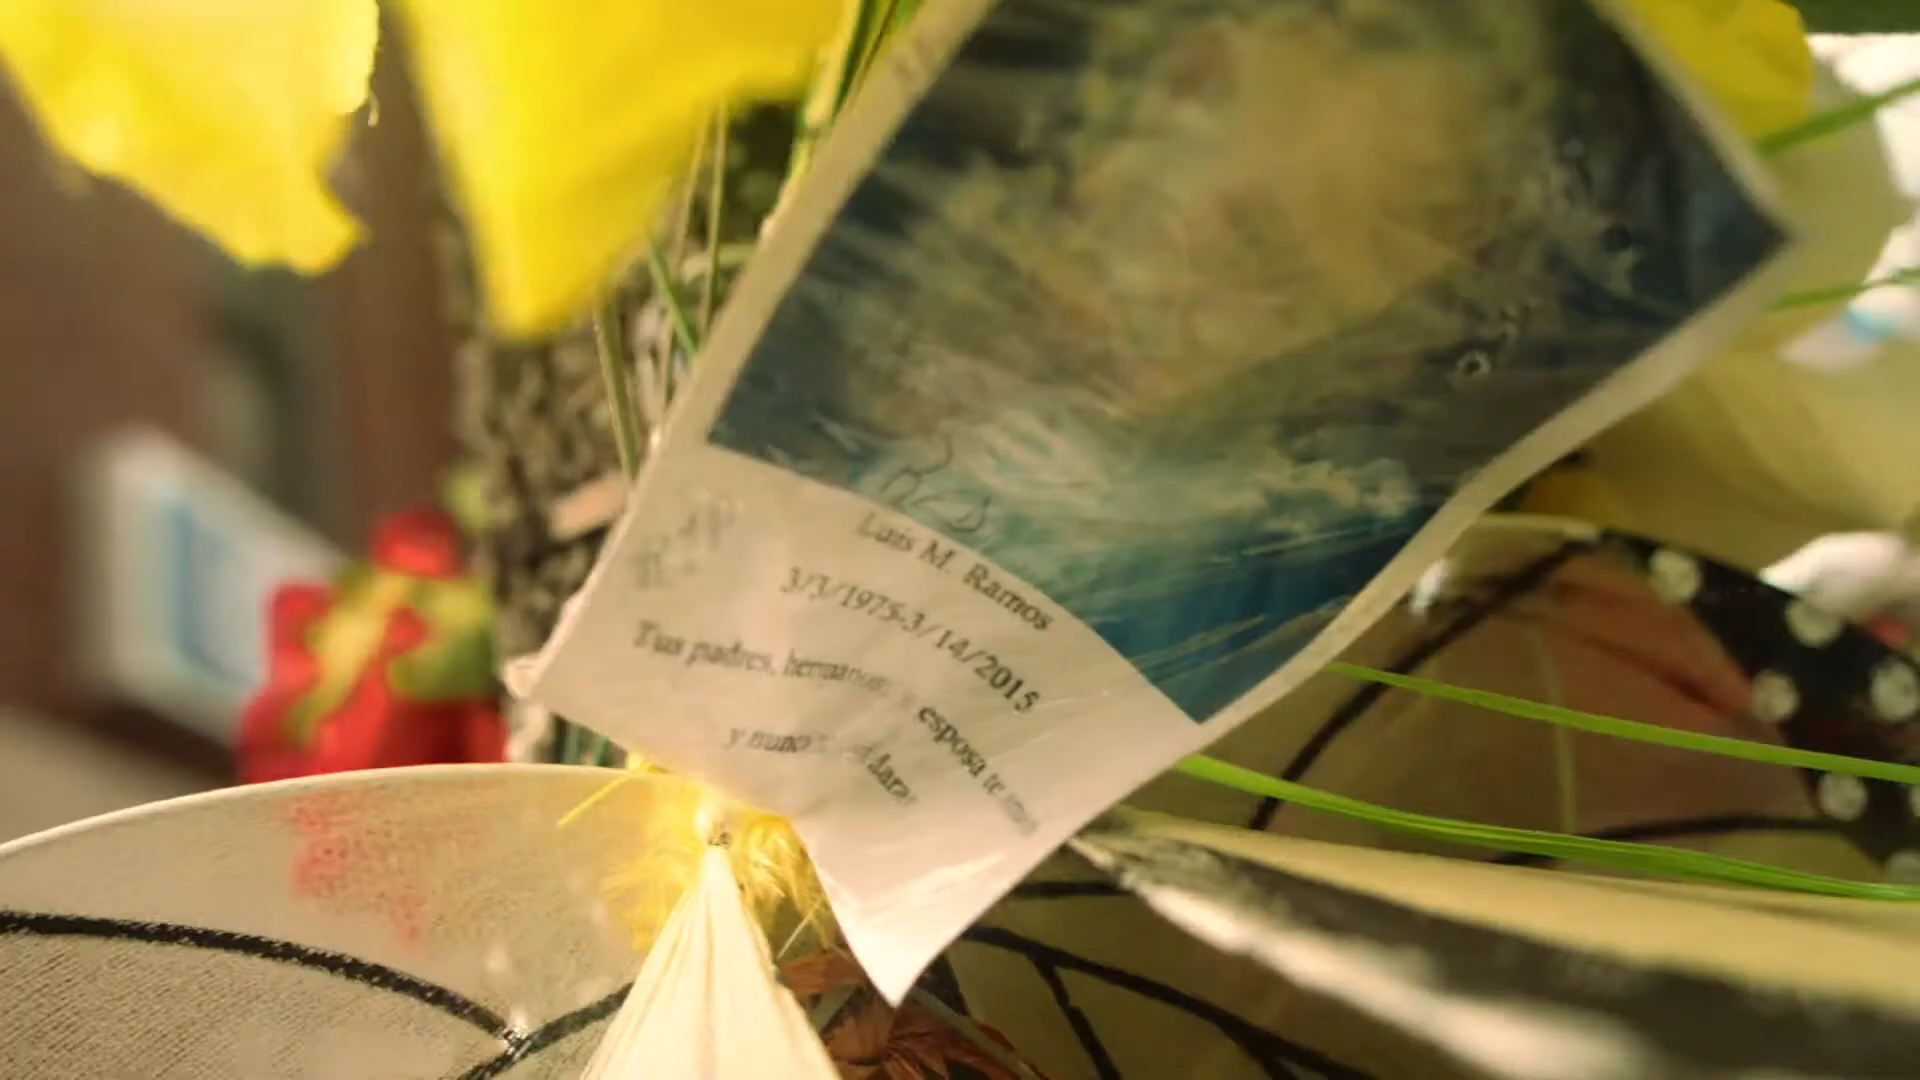 Luis M. Ramos
3/3/1975-3/14/2015
Tus padres, hermanos y esposa te
y nunca